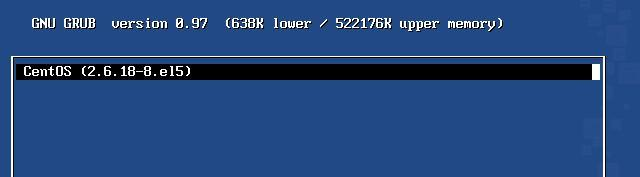 GNU GRUB  version 0.97  (638K lower / 522176K upper memory)
CentOS (2.6.18-8.el5)